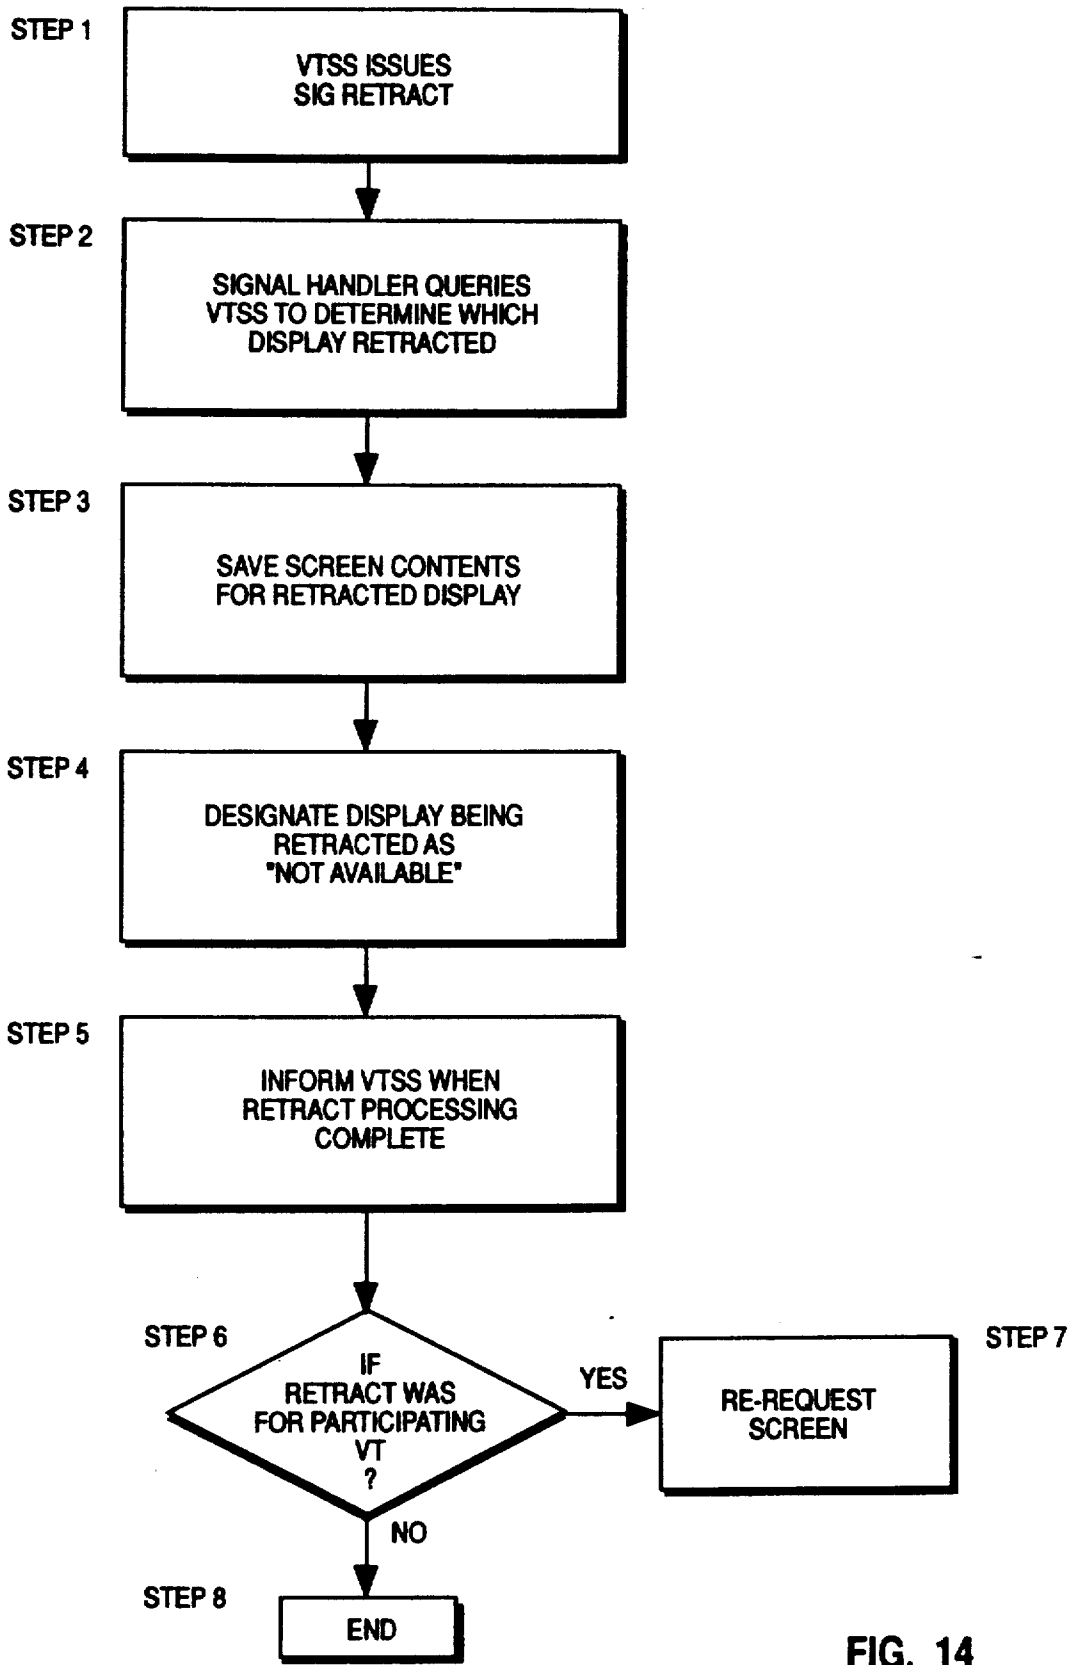 STEP 1
VTSS ISSUES
SIG RETRACT
STEP 2
SIGNAL HANDLER QUERIES
VTSS TO DETERMINE WHICH
DISPLAY RETRACTED
STEP 3
SAVE SCREEN CONTENTS
FOR RETRACTED DISPLAY
STEP 4
DESIGNATE DISPLAY BEING
RETRACTED AS
"NOT AVAILABLE"
STEP 5
INFORM VTSS WHEN
RETRACT PROCESSING
COMPLETE
STEP 6
IF
RETRACT WAS
FOR PARTICIPATING
VT
?
YES
STEP 7
RE-REQUEST
SCREEN
NO
STEP 8
END
FIG. 14